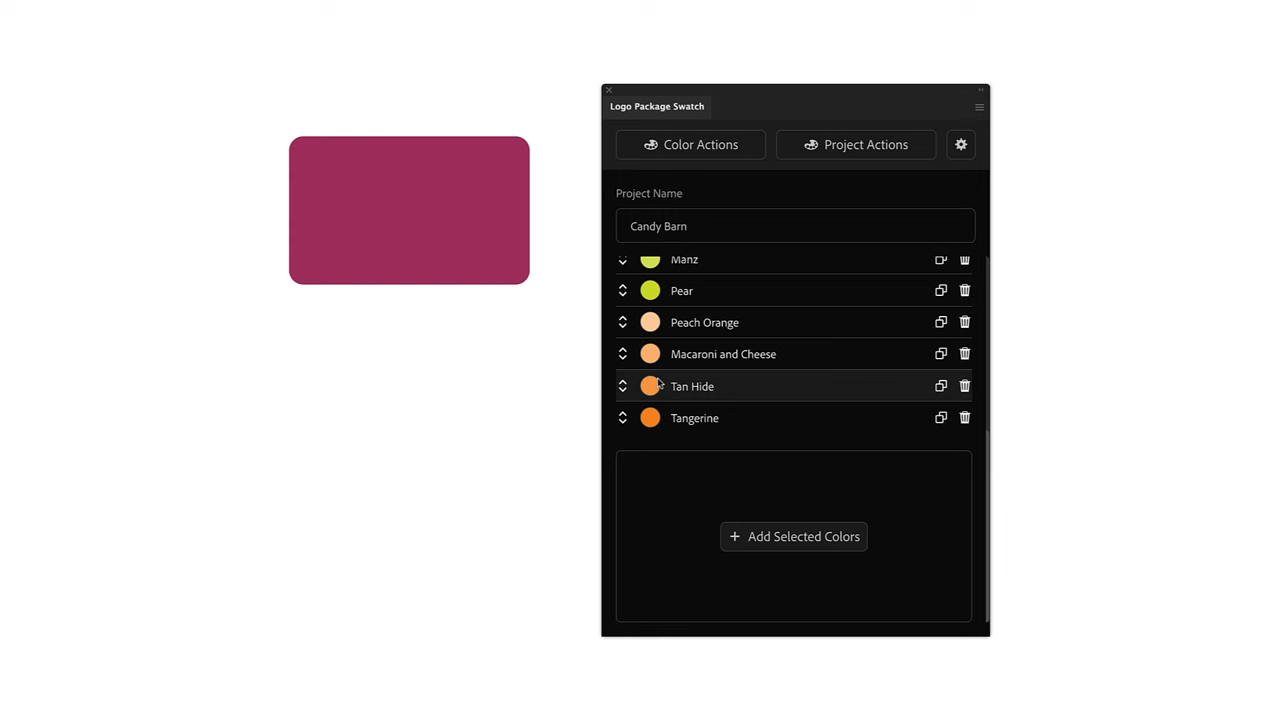 Logo Package Swatch
Color Actions
Project Actions
Project Name
Candy Barn
Manz
Pear
Peach Orange
Macaroni and Cheese
Tan Hide
Tangerine
+ Add Selected Colors